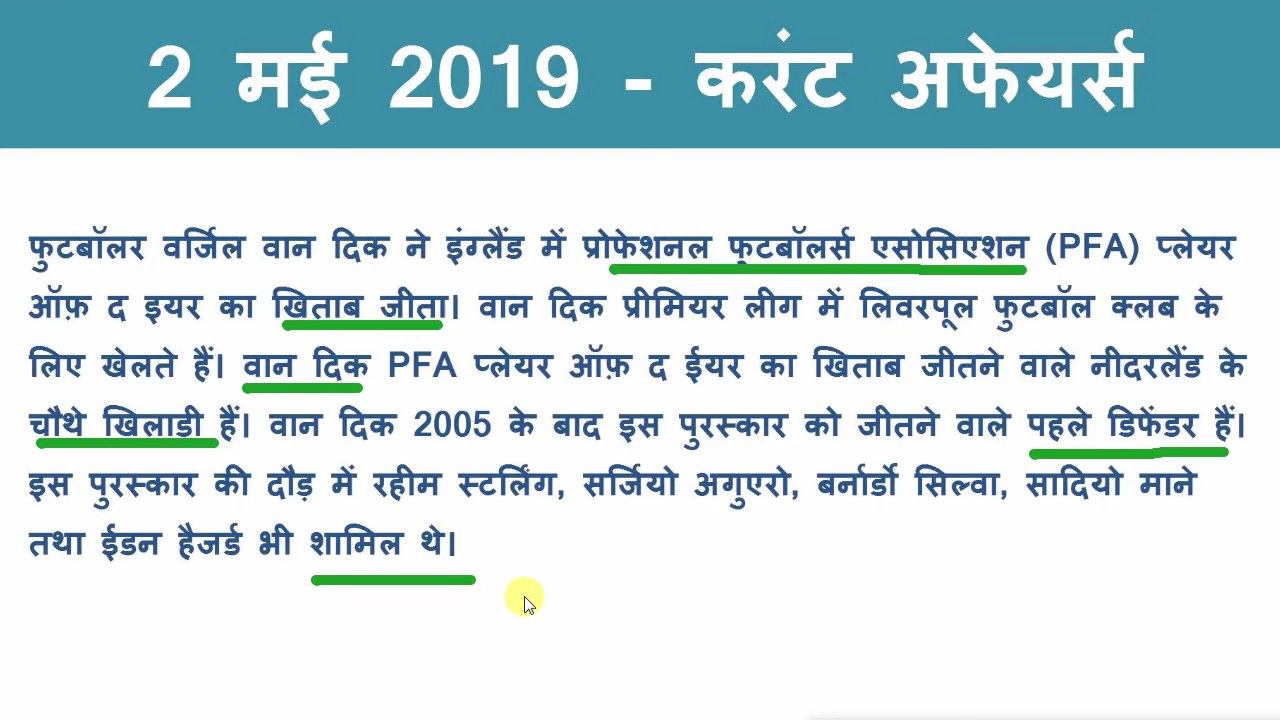 2 मई 2019 - करंट अफेयर्स
फुटबॉलर वर्जिल वान दिक ने इंग्लैंड में प्रोफेशनल फुटबॉलर्स एसोसिएशन (PFA) प्लेयर
ऑफ़ द इयर का खिताब जीता। वान दिक प्रीमियर लीग में लिवरपूल फुटबॉल क्लब के
लिए खेलते हैं। वान दिक PFA प्लेयर ऑफ़ द ईयर का खिताब जीतने वाले नीदरलैंड के
चौथे खिलाडी हैं। वान दिक 2005 के बाद इस पुरस्कार को जीतने वाले पहले डिफेंडर हैं।
इस पुरस्कार की दौड़ में रहीम स्टर्लिंग, सर्जियो अगुएरो, बर्नार्डो सिल्वा, सादियो माने
तथा ईडन हैजर्ड भी शामिल थे।